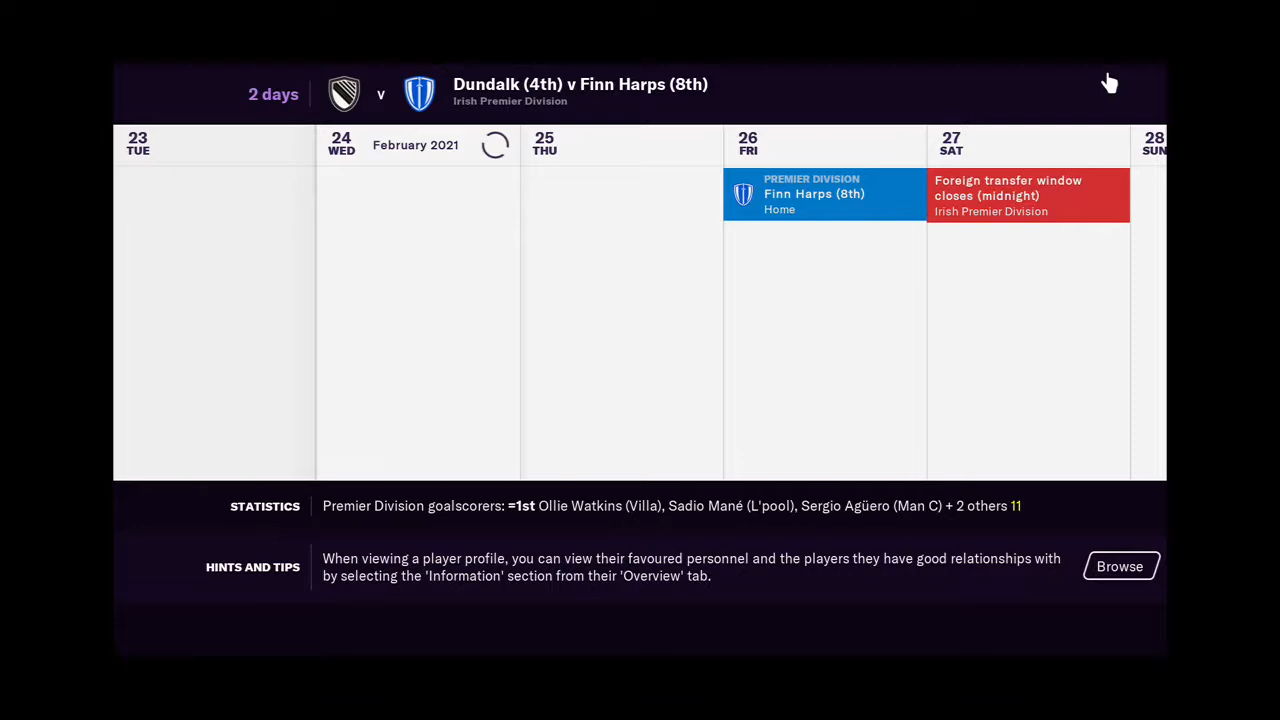 2 days
v
Dundalk (4th) v Finn Harps (8th)
Irish Premier Division
23
TUE
24
WED
February 2021
25
THU
26
FRI
27
SAT
28
SUN
PREMIER DIVISION
Finn Harps (8th)
Home
Foreign transfer window
closes (midnight)
Irish Premier Division
STATISTICS
Premier Division goalscorers: =1st Ollie Watkins (Villa), Sadio Mané (L'pool), Sergio Agüero (Man C) + 2 others 11
HINTS AND TIPS
When viewing a player profile, you can view their favoured personnel and the players they have good relationships with
by selecting the 'Information' section from their 'Overview' tab.
Browse